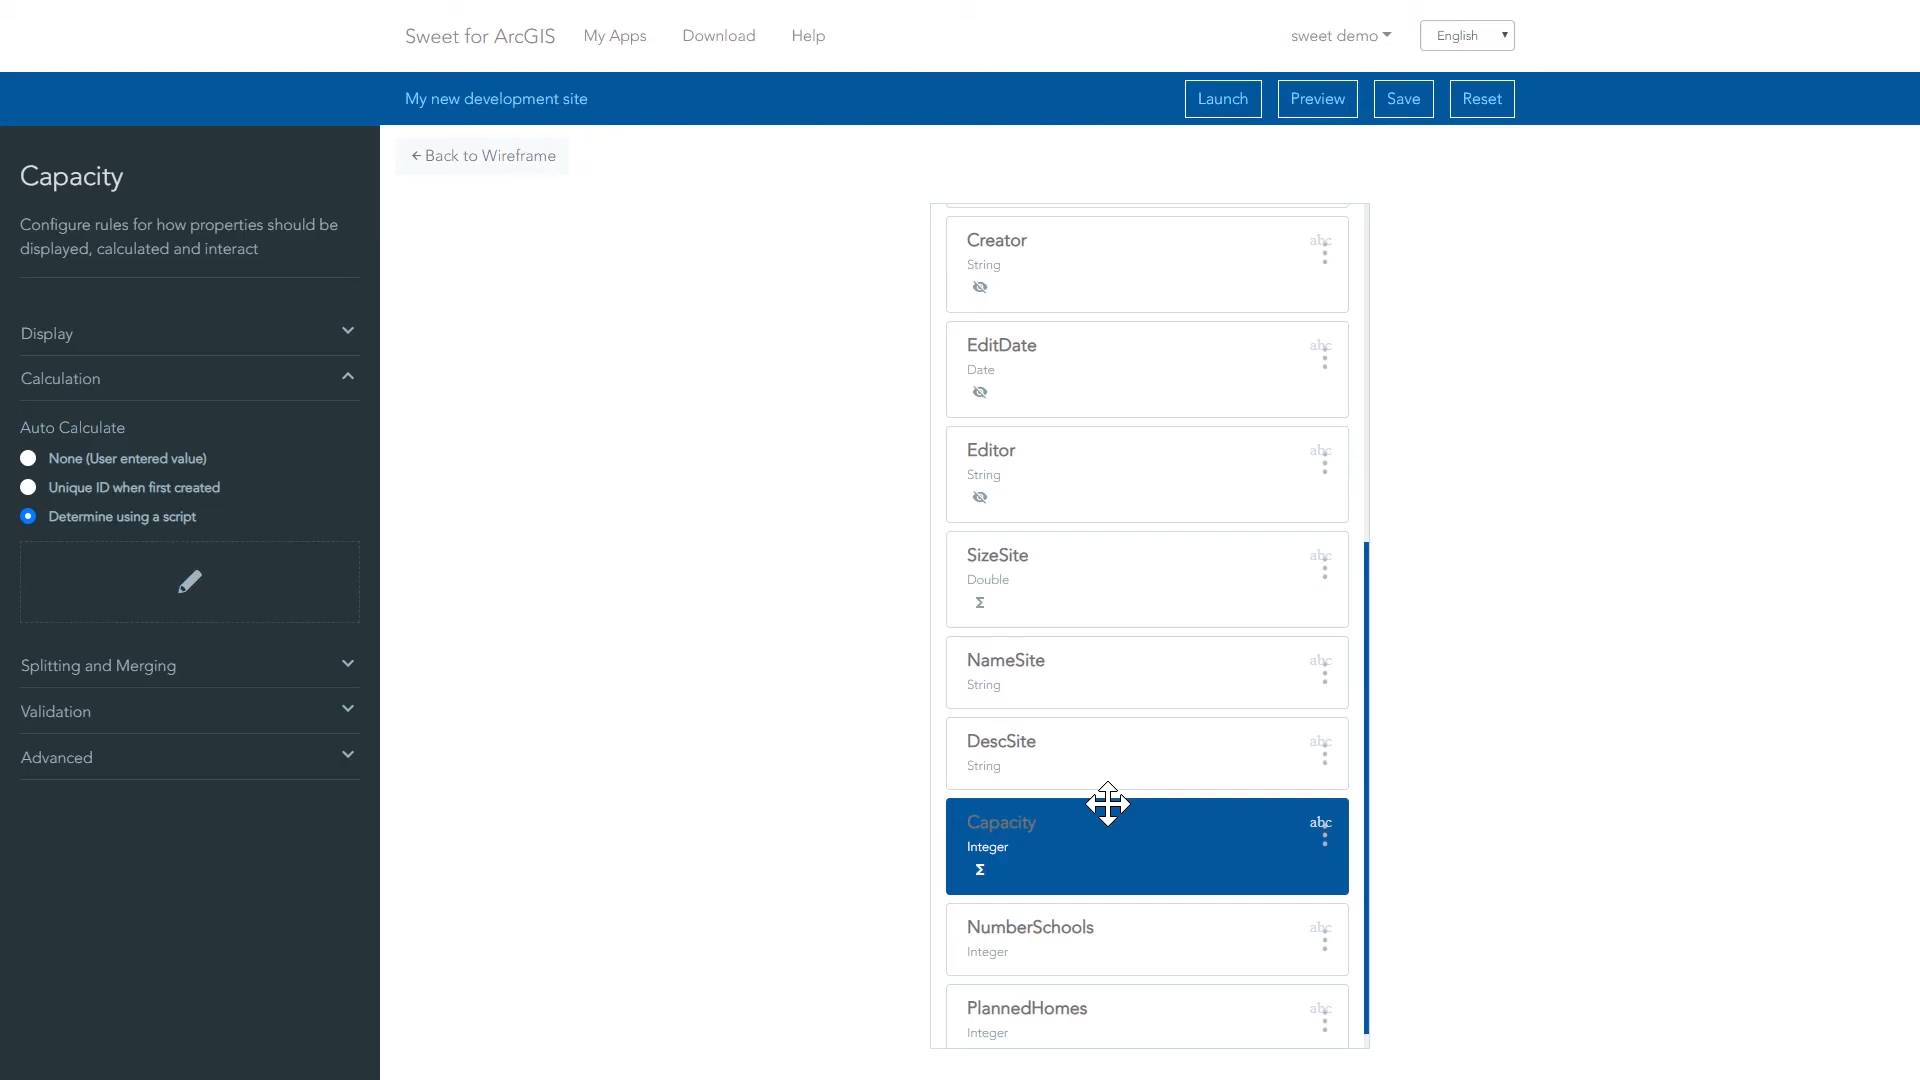 Sweet for ArcGIS
My Apps
Download
Help
sweet demo
English
My new development site
Launch
Preview
Save
Reset
Back to Wireframe
Capacity
Configure rules for how properties should be
displayed, calculated and interact
Display
Calculation
Auto Calculate
None (User entered value)
Unique ID when first created
Determine using a script
Splitting and Merging
Validation
Advanced
Creator
abc
String
EditDate
abc
Date
Editor
abc
String
SizeSite
abc
Double
Σ
NameSite
abc
String
DescSite
abc
String
Capacity
abc
Integer
Σ
NumberSchools
abc
Integer
PlannedHomes
abc
Integer